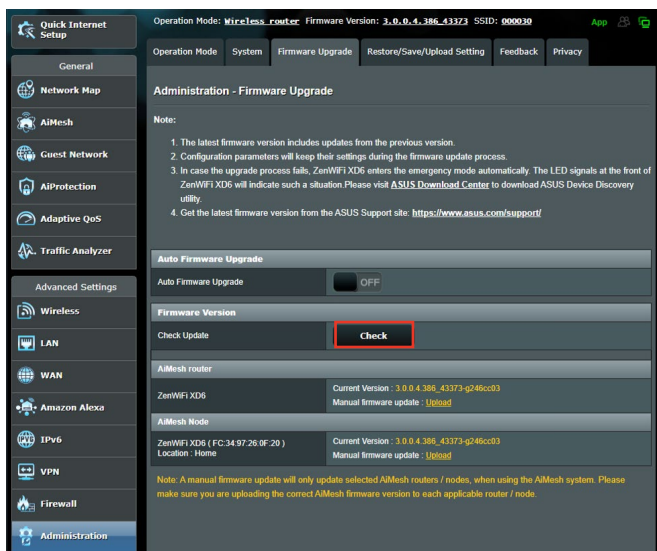 Quick Internet
Setup
General
Network Map
AiMesh
Guest Network
AiProtection
Adaptive QoS
Traffic Analyzer
Advanced Settings
Wireless
LAN
WAN
Amazon Alexa
IPv6
VPN
Firewall
Administration
Operation Mode: Wireless router Firmware Version: 3.0.0.4.386_43373 SSID: 000030 App
Operation Mode System Firmware Upgrade Restore/Save/Upload Setting Feedback Privacy
Administration - Firmware Upgrade
Note:
1. The latest firmware version includes updates from the previous version.
2. Configuration parameters will keep their settings during the firmware update process.
3. In case the upgrade process fails, ZenWiFi XD6 enters the emergency mode automatically. The LED signals at the front of
ZenWiFi XD6 will indicate such a situation.Please visit ASUS Download Center to download ASUS Device Discovery
utility.
4. Get the latest firmware version from the ASUS Support site: https://www.asus.com/support/
Auto Firmware Upgrade
Auto Firmware Upgrade OFF
Firmware Version
Check Update Check
AiMesh router
ZenWiFi XD6
Current Version : 3.0.0.4.386_43373-g246cc03
Manual firmware update : Upload
AiMesh Node
ZenWiFi XD6 ( FC:34:97:26:0F:20 )
Location : Home
Current Version : 3.0.0.4.386_43373-g246cc03
Manual firmware update : Upload
Note: A manual firmware update will only update selected AiMesh routers / nodes, when using the AiMesh system. Please
make sure you are uploading the correct AiMesh firmware version to each applicable router / node.